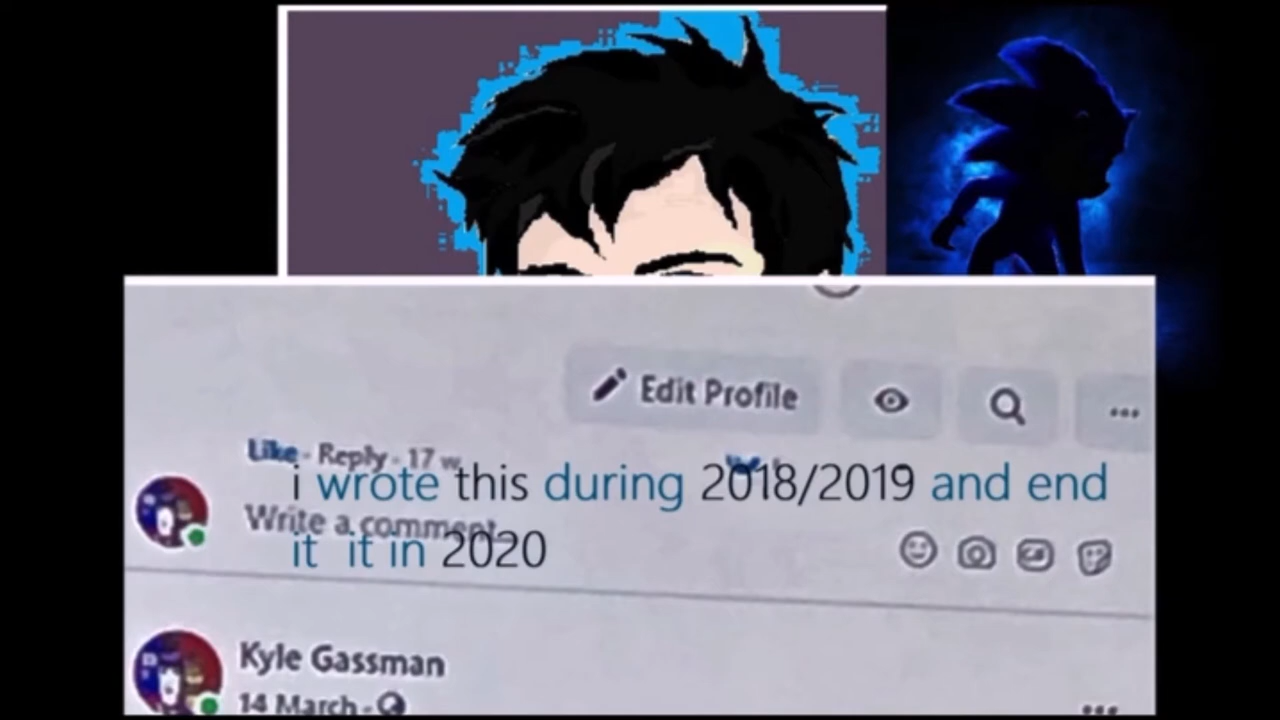 Edit Profile
Like · Reply · 17 w
i wrote this during 2018/2019 and end
Write a comment...
it it in 2020
Kyle Gassman
14 March ·